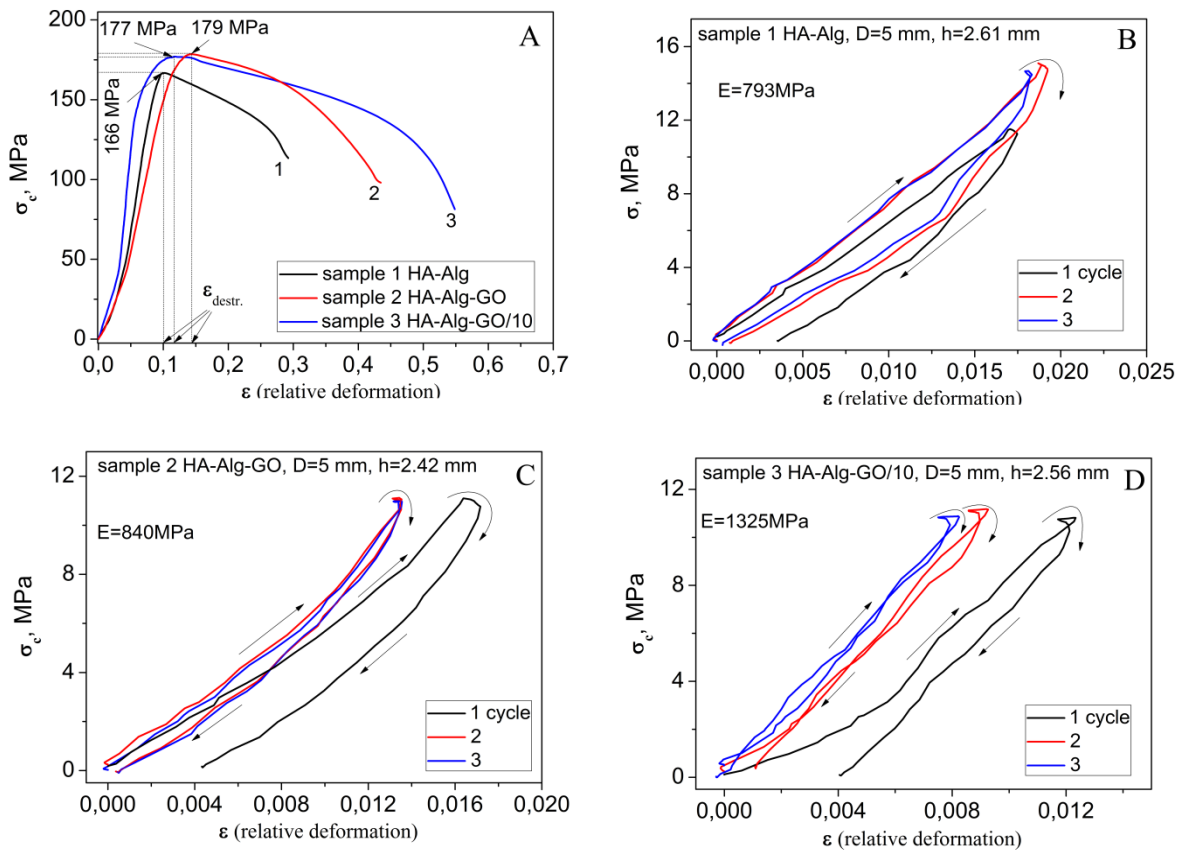 A
200
150
100
50
0
σc, MPa
177 MPa
179 MPa
166 MPa
1
2
3
sample 1 HA-Alg
sample 2 HA-Alg-GO
sample 3 HA-Alg-GO/10
εdestr.
0,0 0,1 0,2 0,3 0,4 0,5 0,6 0,7
ε (relative deformation)
B
sample 1 HA-Alg, D=5 mm, h=2.61 mm
E=793MPa
16
12
8
4
0
σ, MPa
1 cycle
2
3
0,000 0,005 0,010 0,015 0,020 0,025
ε (relative deformation)
C
sample 2 HA-Alg-GO, D=5 mm, h=2.42 mm
E=840MPa
12
8
4
0
σc, MPa
1 cycle
2
3
0,000 0,004 0,008 0,012 0,016 0,020
ε (relative deformation)
D
sample 3 HA-Alg-GO/10, D=5 mm, h=2.56 mm
E=1325MPa
12
8
4
0
σc, MPa
1 cycle
2
3
0,000 0,004 0,008 0,012
ε (relative deformation)